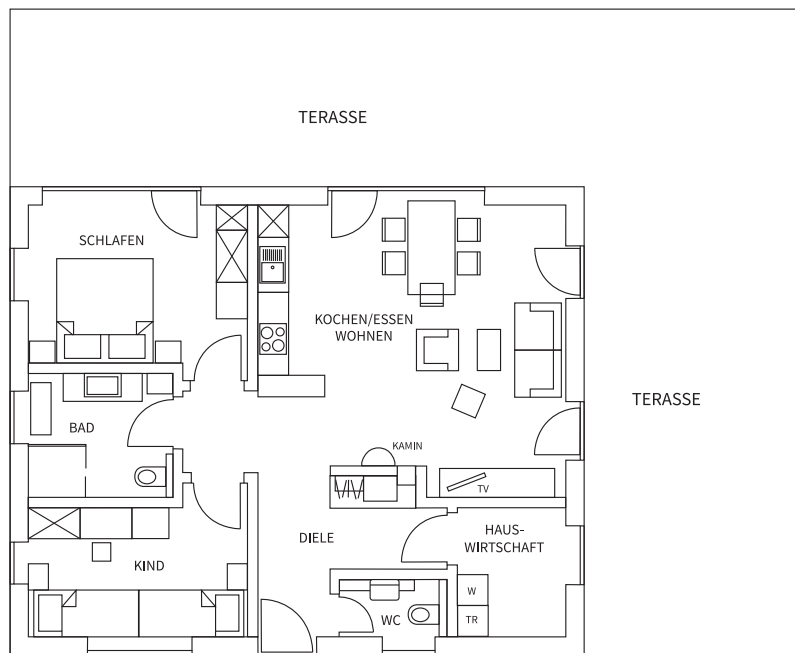 TERASSE
SCHLAFEN
KOCHEN/ESSEN
WOHNEN
TERASSE
BAD
KAMIN
TV
DIELE
HAUS-
WIRTSCHAFT
KIND
W
WC
TR